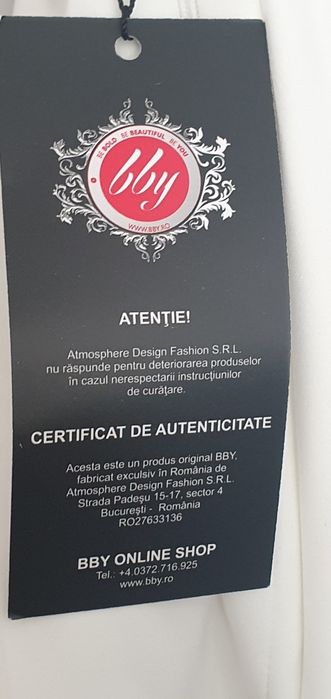 BE BOLD BE BEAUTIFUL BE YOU
bby
WWW.BBY.RO
ATENŢIE!
Atmosphere Design Fashion S.R.L.
nu răspunde pentru deteriorarea produselor
în cazul nerespectarii instrucţiunilor
de curăţare.
CERTIFICAT DE AUTENTICITATE
Acesta este un produs original BBY,
fabricat exculsiv în România de
Atmosphere Design Fashion S.R.L.
Strada Padeşu 15-17, sector 4
Bucureşti - România
RO27633136
BBY ONLINE SHOP
Tel.: +4.0372.716.925
www.bby.ro